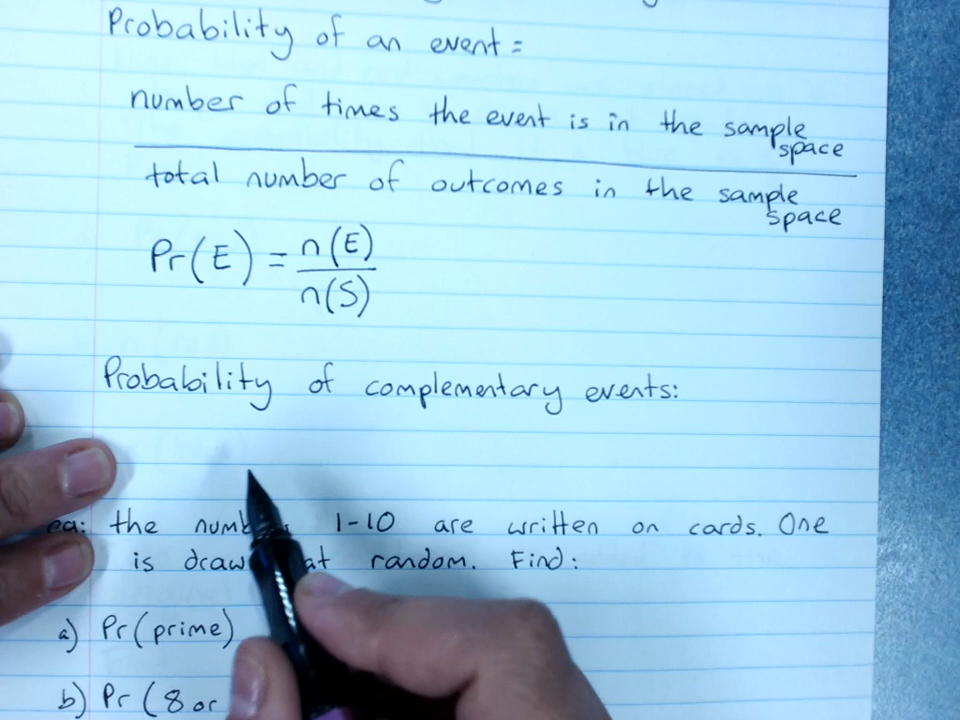 Probability of an event =
number of times the event is in the sample space
total number of outcomes in the sample space
Pr(E) = n(E)/n(S)
Probability of complementary events:
the 1-10 are written on cards. One
is at random. Find:
a) Pr(prime)
b) Pr (8 or